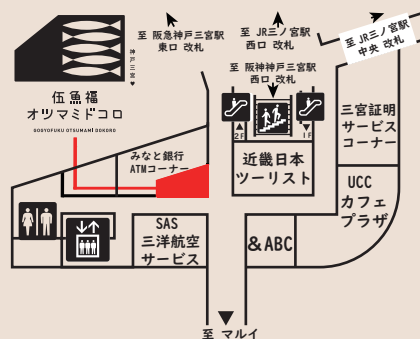 至 阪急神戸三宮駅
東口 改札
至 JR三ノ宮駅
西口 改札
至 JR三ノ宮駅
中央 改札
神戸三宮♥
伍魚福
オツマミドコロ
GOGYOFUKU OTSUMAMI DOKORO
至 阪神神戸三宮駅
西口 改札
2F
1F
近畿日本
ツーリスト
三宮証明
サービス
コーナー
みなと銀行
ATMコーナー
UCC
カフェ
プラザ
SAS
三洋航空
サービス
&ABC
至 マルイ